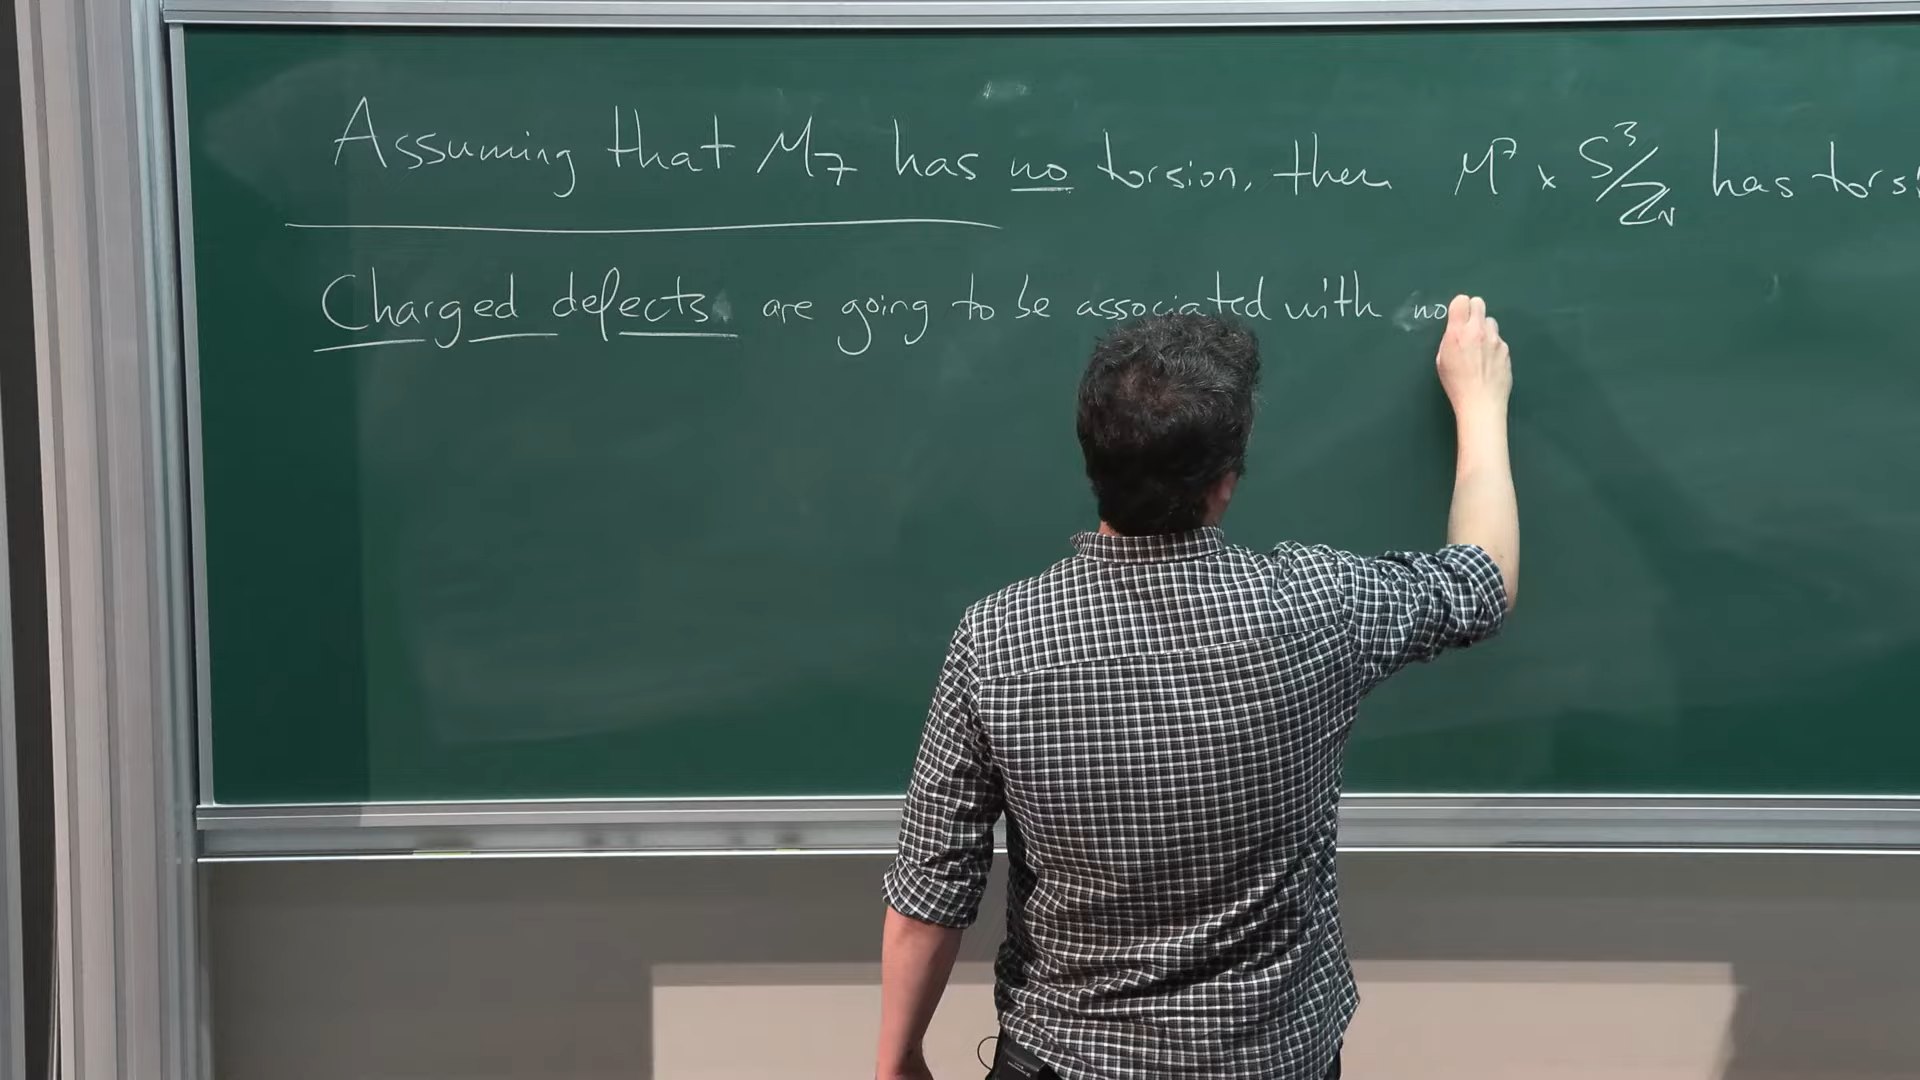 Assuming that M₇ has no torsion, then M⁷ × S³/Z_N has tors
Charged defects are going to be associated with no